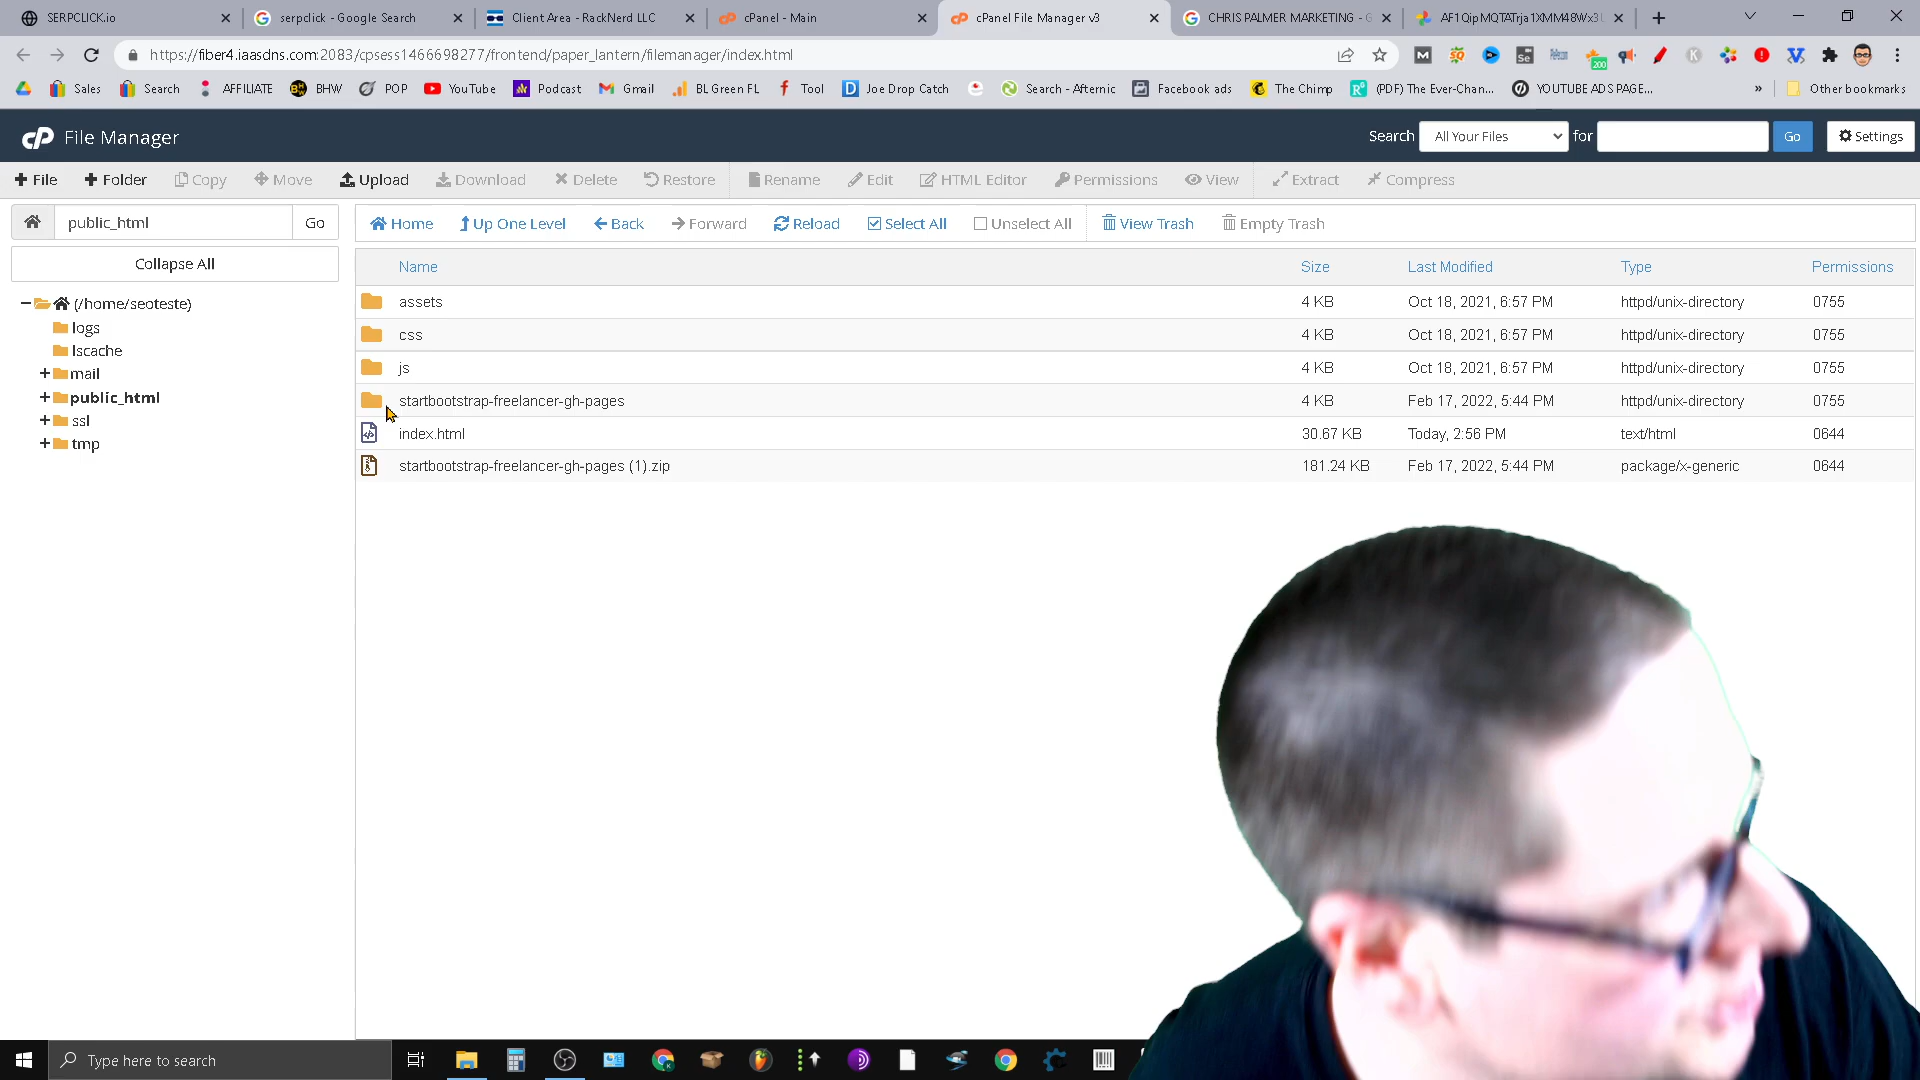 SERPCLICK.io
serpclick - Google Search
Client Area - RackNerd LLC
cPanel - Main
cPanel File Manager v3
CHRIS PALMER MARKETING - G
https://fiber4.iaasdns.com:2083/cpsess1466698277/frontend/paper_lantern/filemanager/index.html
200
Sales
Search
AFFILIATE
BHW
POP
YouTube
Podcast
Gmail
BL Green FL
Tool
Joe Drop Catch
Search - Afternic
Facebook ads
The Chimp
(PDF) The Ever-Chan...
YOUTUBE ADS PAGE...
»
Other bookmarks
cP File Manager
Search All Your Files for Go Settings
File
Folder
Copy
Move
Upload
Download
Delete
Restore
Rename
Edit
HTML Editor
Permissions
View
Extract
Compress
public_html Go
Home
Up One Level
Back
Forward
Reload
Select All
Unselect All
View Trash
Empty Trash
Collapse All
(/home/seoteste)
logs
lscache
mail
public_html
ssl
tmp
Name Size Last Modified Type Permissions
assets 4 KB Oct 18, 2021, 6:57 PM httpd/unix-directory 0755
css 4 KB Oct 18, 2021, 6:57 PM httpd/unix-directory 0755
js 4 KB Oct 18, 2021, 6:57 PM httpd/unix-directory 0755
startbootstrap-freelancer-gh-pages 4 KB Feb 17, 2022, 5:44 PM httpd/unix-directory 0755
index.html 30.67 KB Today, 2:56 PM text/html 0644
startbootstrap-freelancer-gh-pages (1).zip 181.24 KB Feb 17, 2022, 5:44 PM package/x-generic 0644
Type here to search